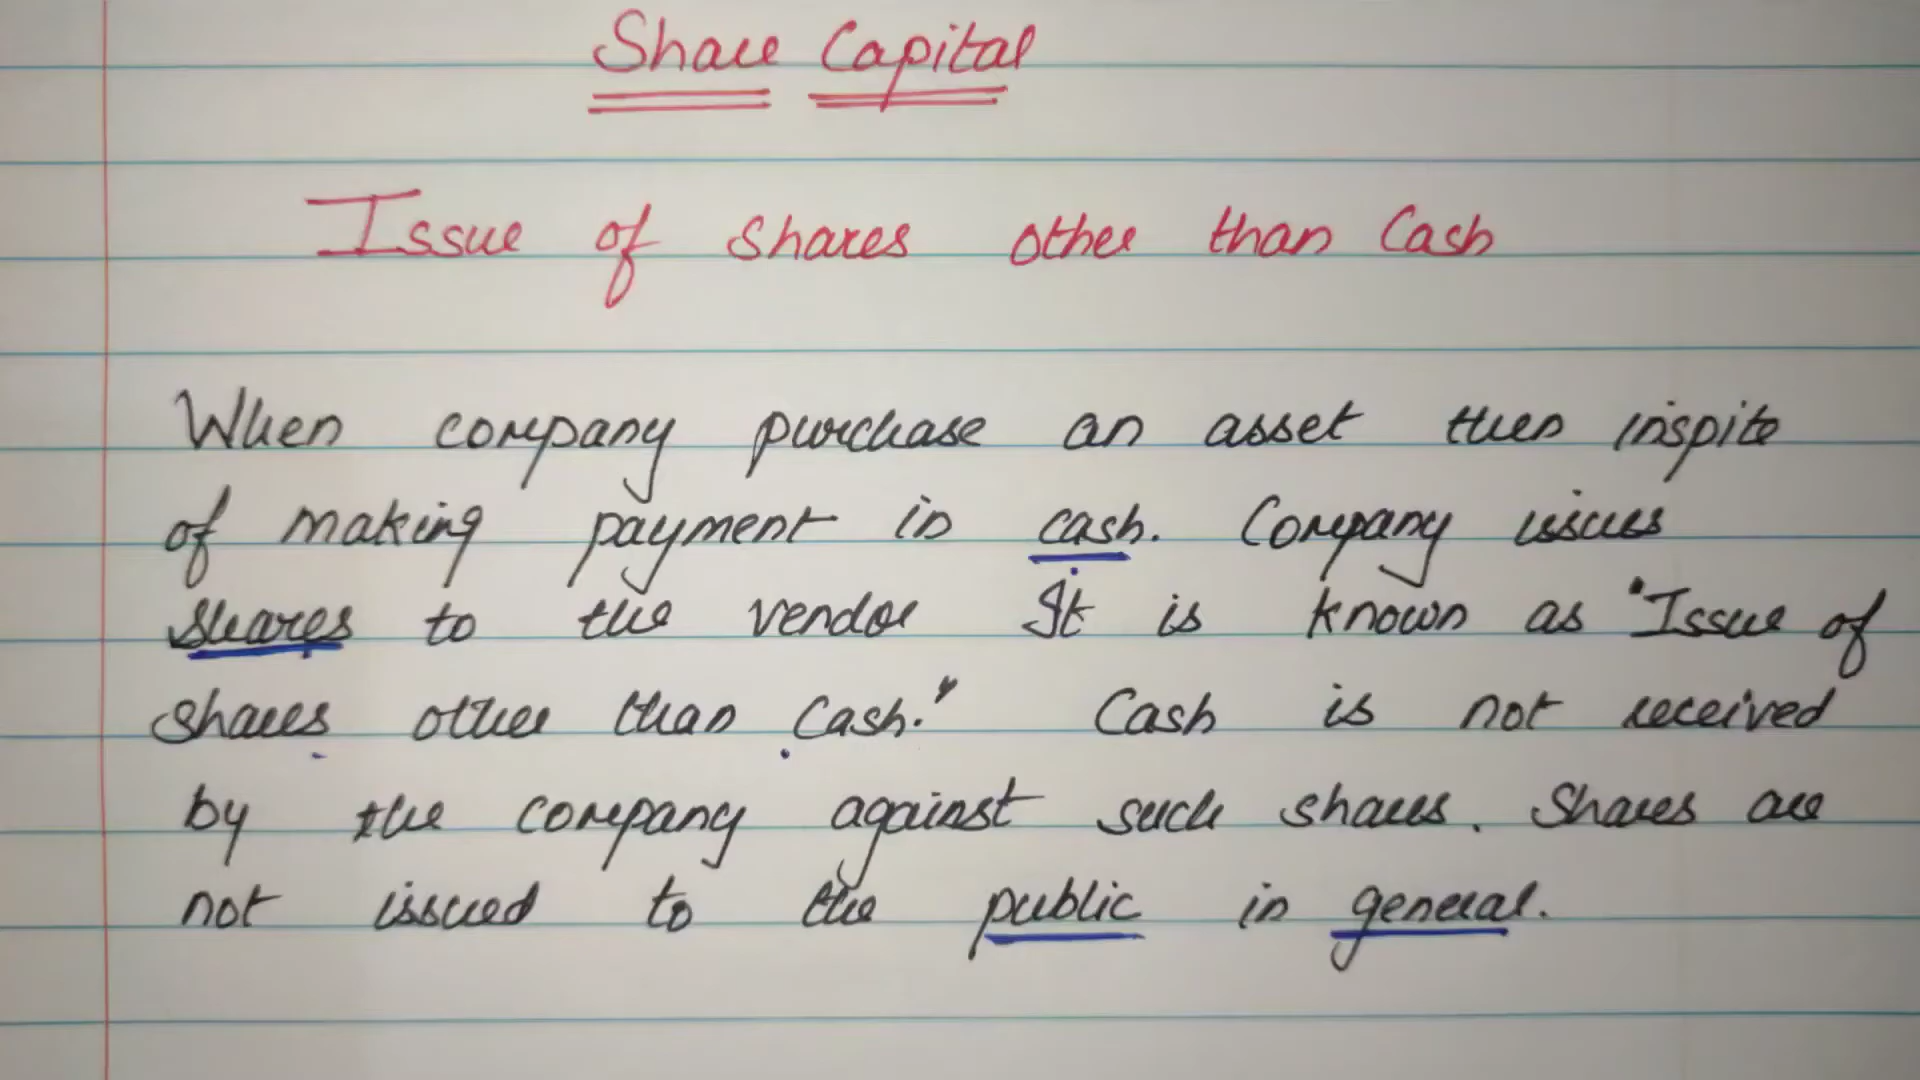 Share Capital
Issue of shares other than Cash
When company purchase an asset then inspite
of making payment in cash. Company issues
shares to the vendor It is known as "Issue of
shares other than Cash."  Cash is not received
by the company against such shares. Shares are
not issued to the public in general.